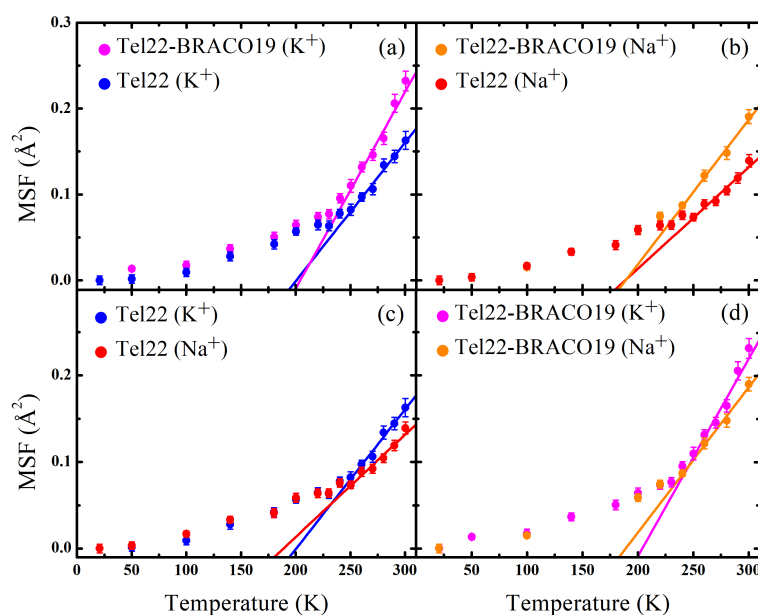 Tel22-BRACO19 (K⁺) (a)
Tel22 (K⁺)
Tel22-BRACO19 (Na⁺) (b)
Tel22 (Na⁺)
0.3
0.2
0.1
0.0
MSF (Å²)
Tel22 (K⁺) (c)
Tel22 (Na⁺)
Tel22-BRACO19 (K⁺) (d)
Tel22-BRACO19 (Na⁺)
0.2
0.1
0.0
MSF (Å²)
0 50 100 150 200 250 300
0 50 100 150 200 250 300
Temperature (K)
Temperature (K)